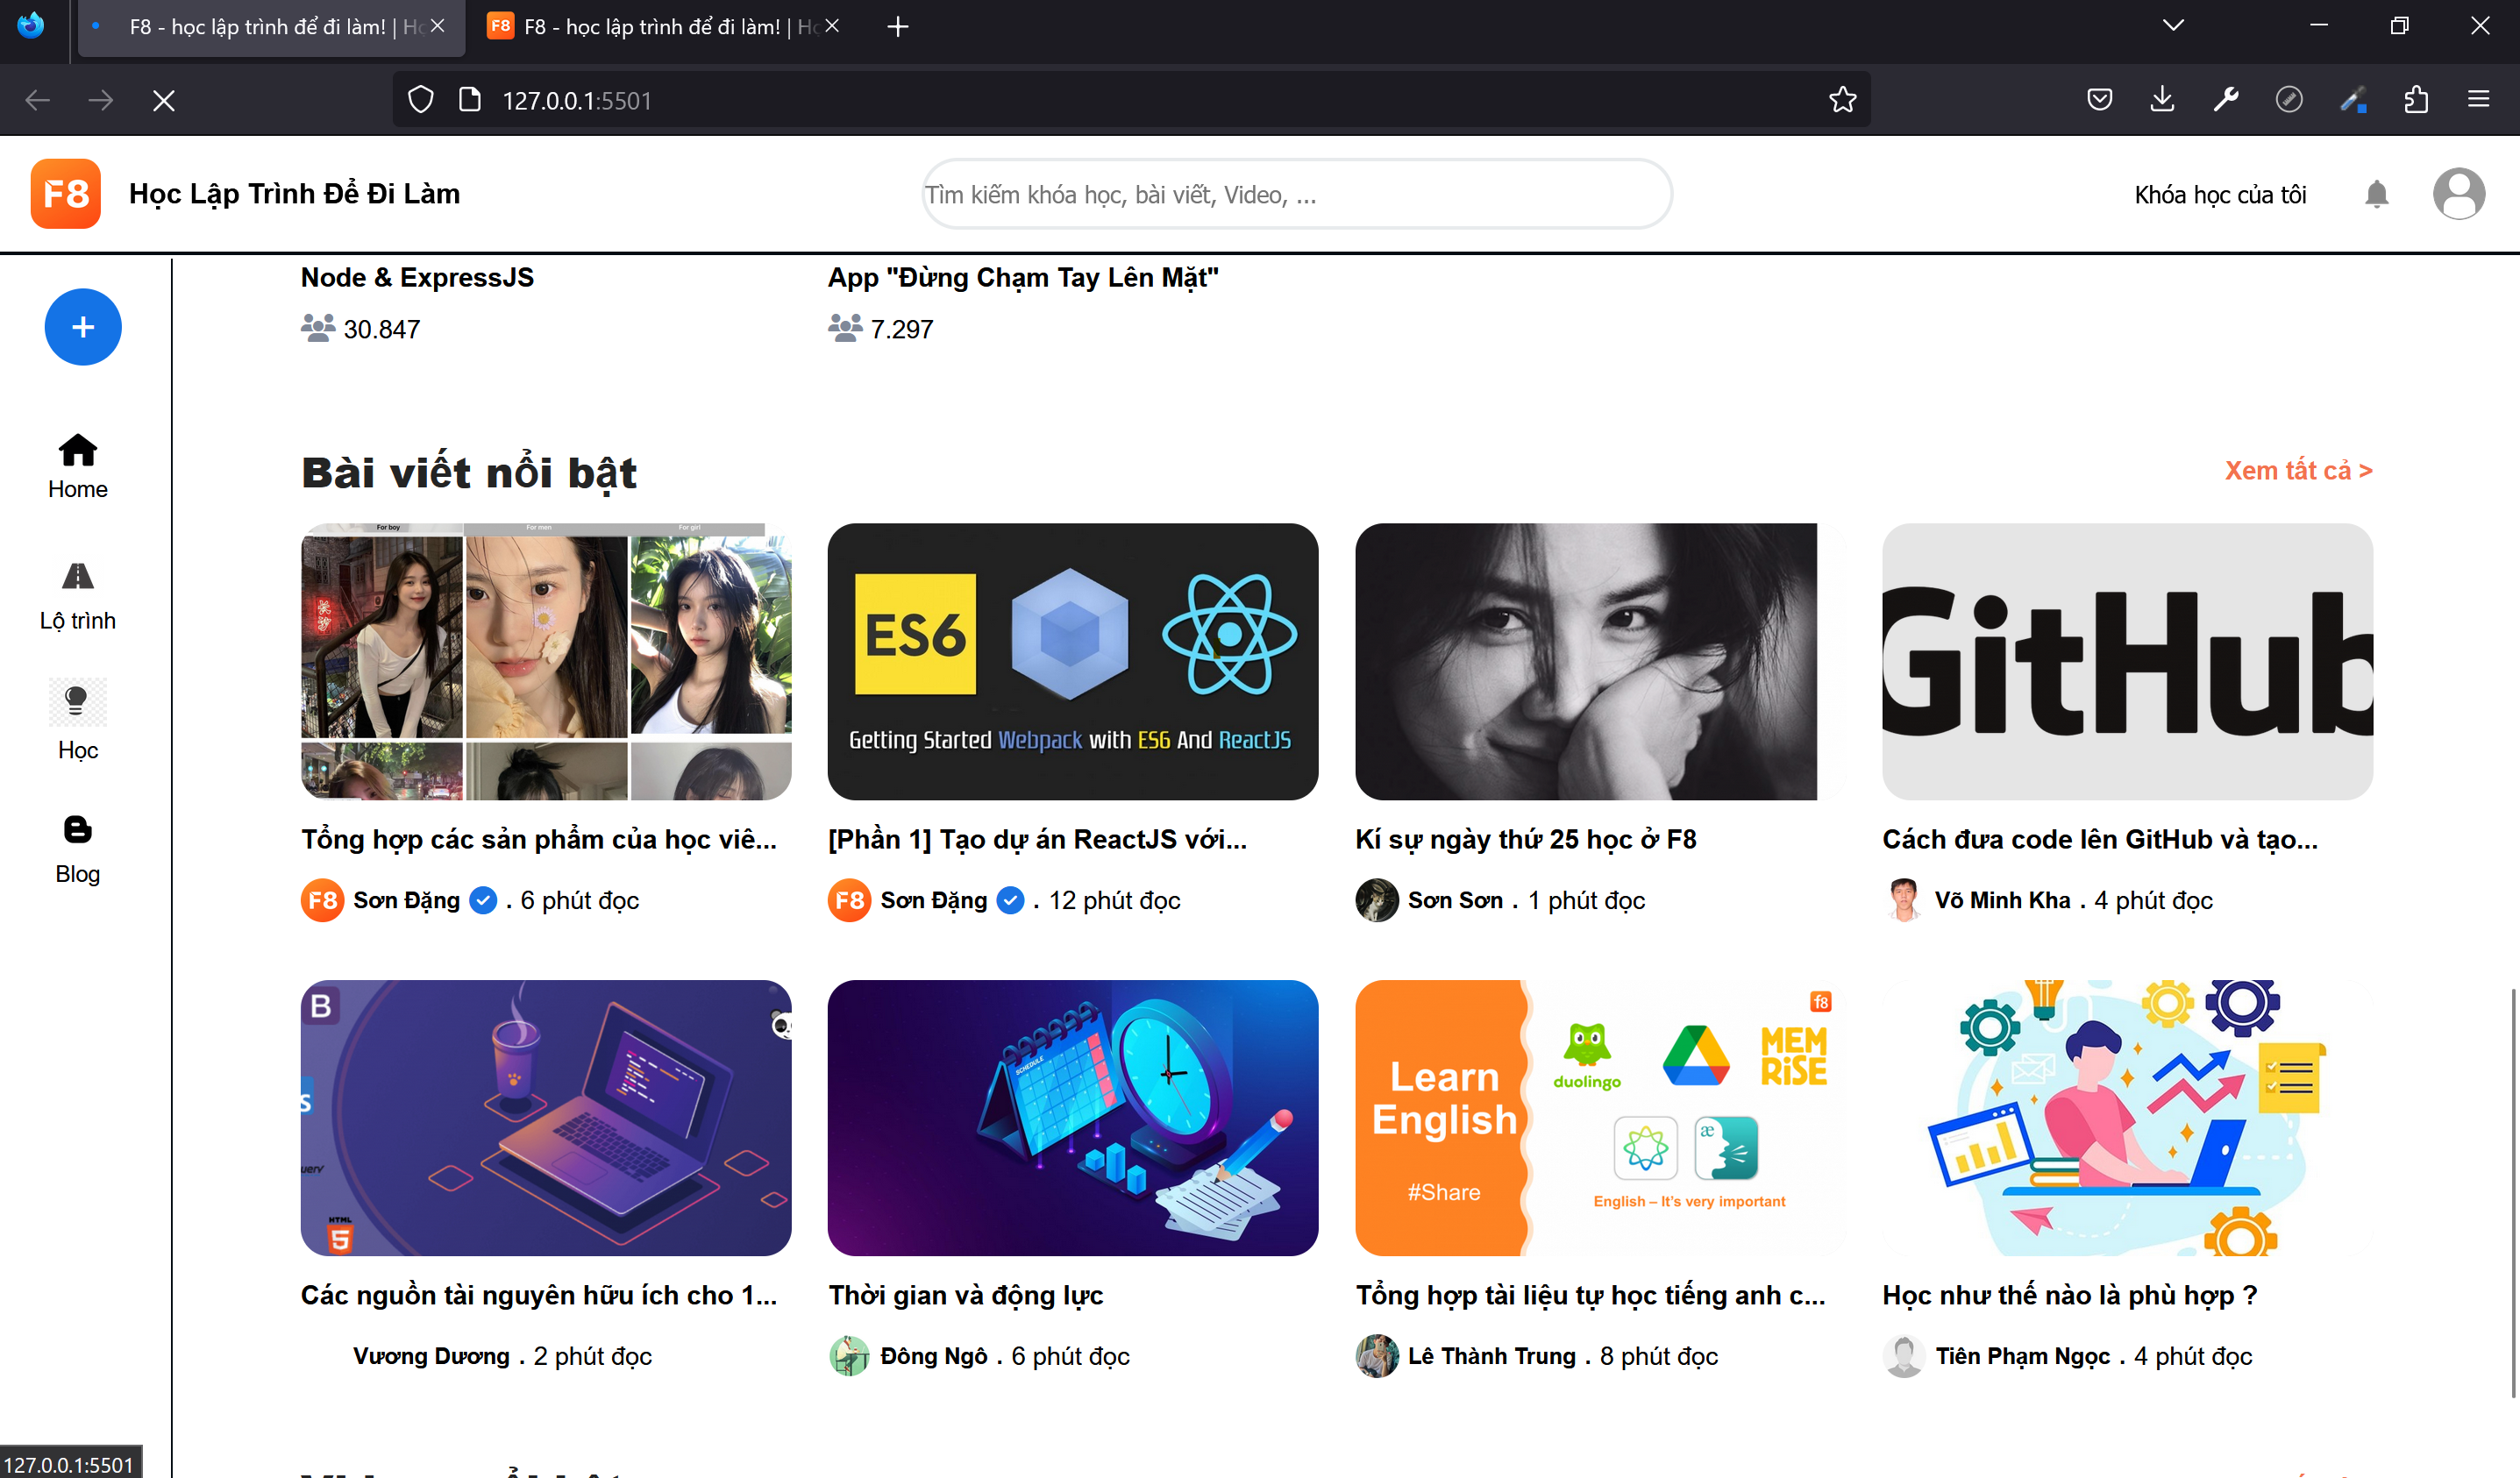 F8 - học lập trình để đi làm! | Họ
F8 F8 - học lập trình để đi làm! | Họ
127.0.0.1:5501
F8 Học Lập Trình Để Đi Làm
Tìm kiếm khóa học, bài viết, Video, ...
Khóa học của tôi
Home
Lộ trình
Học
Blog
Node & ExpressJS
App "Đừng Chạm Tay Lên Mặt"
30.847
7.297
Bài viết nổi bật
Xem tất cả >
For boy
For men
For girl
ES6
Getting Started Webpack with ES6 And ReactJS
GitHub
Tổng hợp các sản phẩm của học viê...
[Phần 1] Tạo dự án ReactJS với...
Kí sự ngày thứ 25 học ở F8
Cách đưa code lên GitHub và tạo...
F8 Sơn Đặng . 6 phút đọc
F8 Sơn Đặng . 12 phút đọc
Sơn Sơn . 1 phút đọc
Võ Minh Kha . 4 phút đọc
B
S
HTML
5
SCHEDULE
f8
Learn
English
#Share
duolingo
MEM
RiSE
æ
English – It's very important
Các nguồn tài nguyên hữu ích cho 1...
Thời gian và động lực
Tổng hợp tài liệu tự học tiếng anh c...
Học như thế nào là phù hợp ?
Vương Dương . 2 phút đọc
Đông Ngô . 6 phút đọc
Lê Thành Trung . 8 phút đọc
Tiên Phạm Ngọc . 4 phút đọc
127.0.0.1:5501